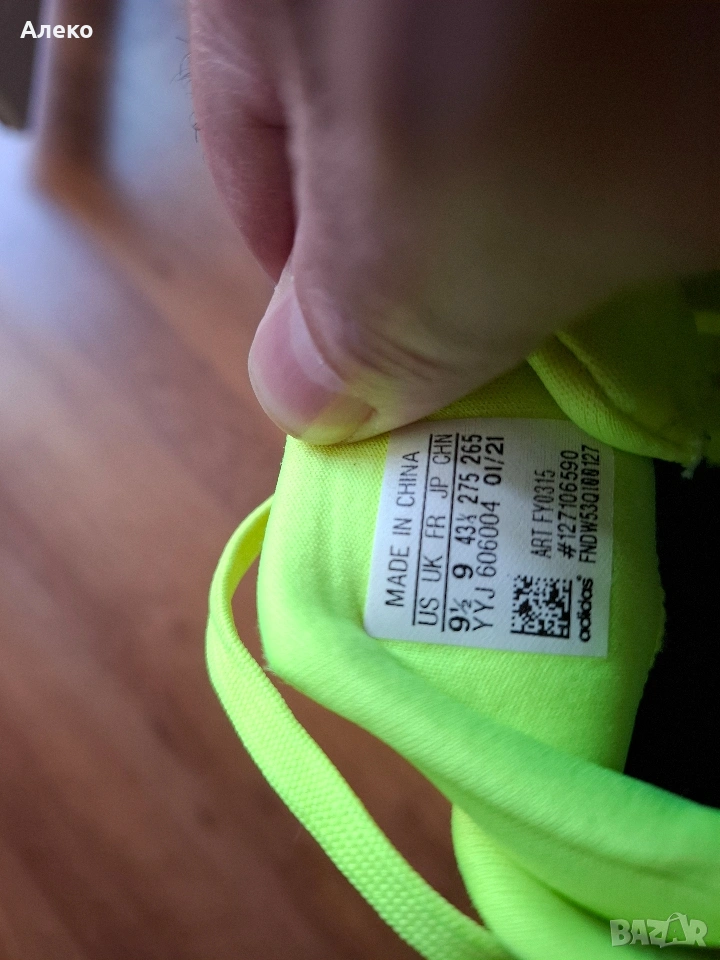 Алеко
MADE IN CHINA
US UK FR JP CHN
9½ 9 43⅓ 275 265
YYJ 606004 01/21
ART FY0315
#127106590
FNDW53Q100127
adidas
BAZAR